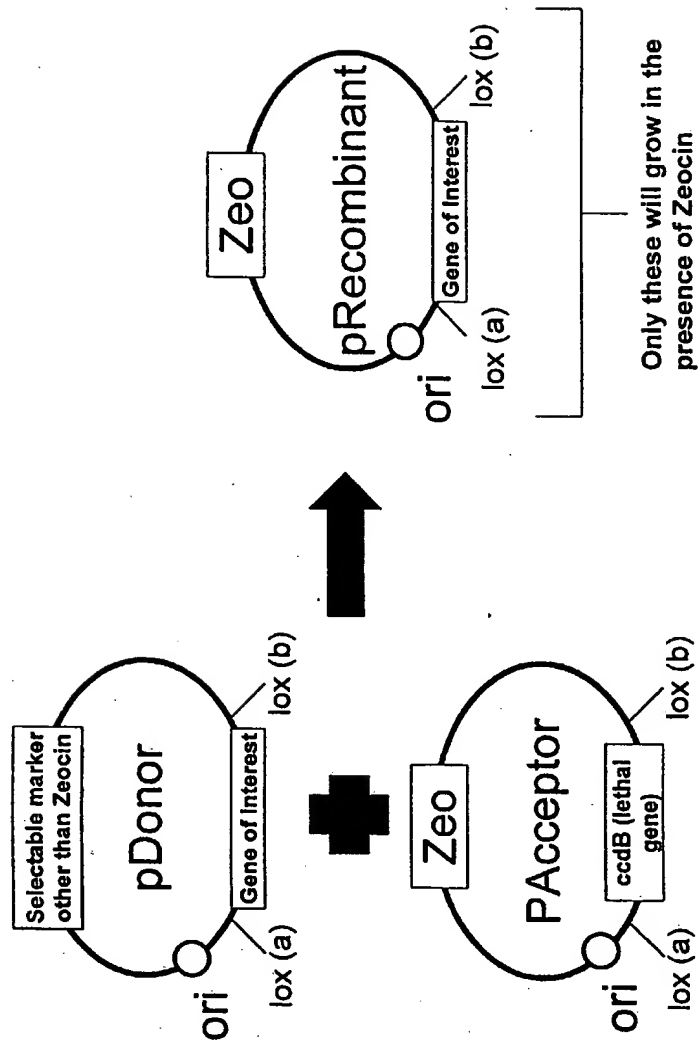 Selectable marker
other than Zeocin
pDonor
ori
lox (a)
Gene of Interest
lox (b)
Zeo
PAcceptor
ori
lox (a)
ccdB (lethal
gene)
lox (b)
Zeo
pRecombinant
ori
lox (a)
Gene of Interest
lox (b)
Only these will grow in the
presence of Zeocin